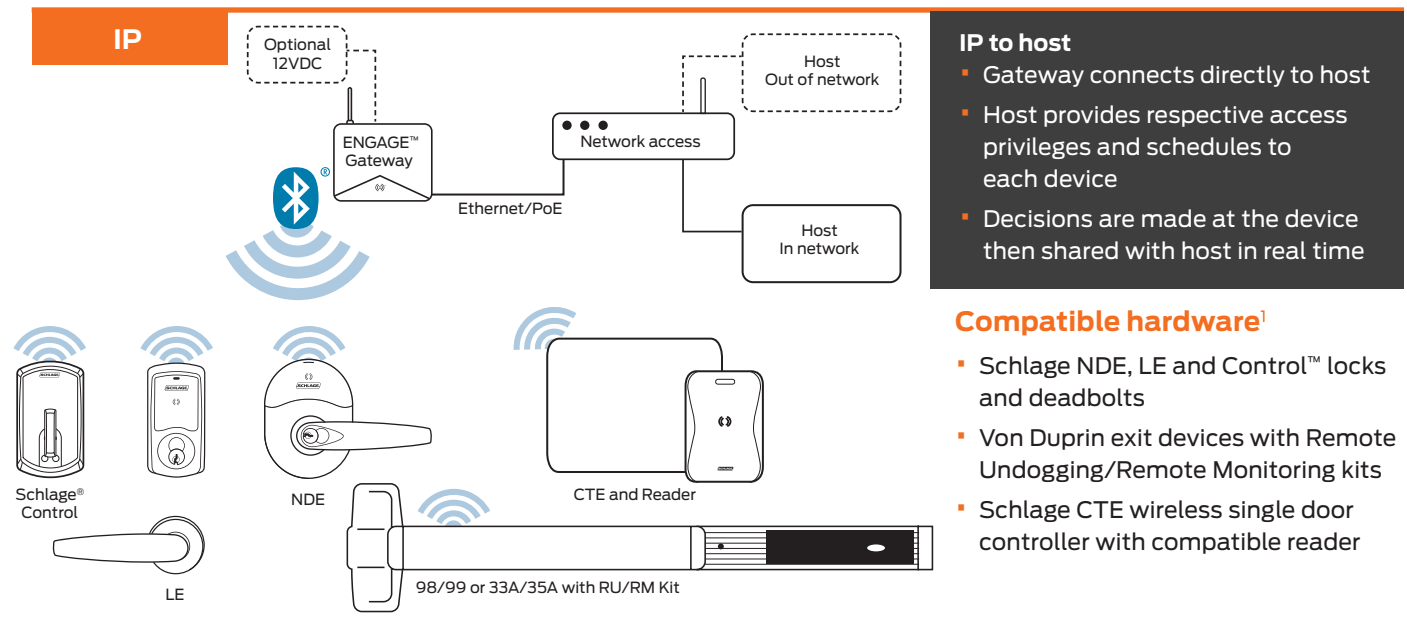 IP
Optional
12VDC
ENGAGE™
Gateway
®
Ethernet/PoE
Network access
Host
Out of network
Host
In network
IP to host
▪ Gateway connects directly to host
▪ Host provides respective access
privileges and schedules to
each device
▪ Decisions are made at the device
then shared with host in real time
Compatible hardware¹
▪ Schlage NDE, LE and Control™ locks
and deadbolts
▪ Von Duprin exit devices with Remote
Undogging/Remote Monitoring kits
▪ Schlage CTE wireless single door
controller with compatible reader
SCHLAGE
Schlage®
Control
SCHLAGE
LE
SCHLAGE
NDE
CTE and Reader
98/99 or 33A/35A with RU/RM Kit